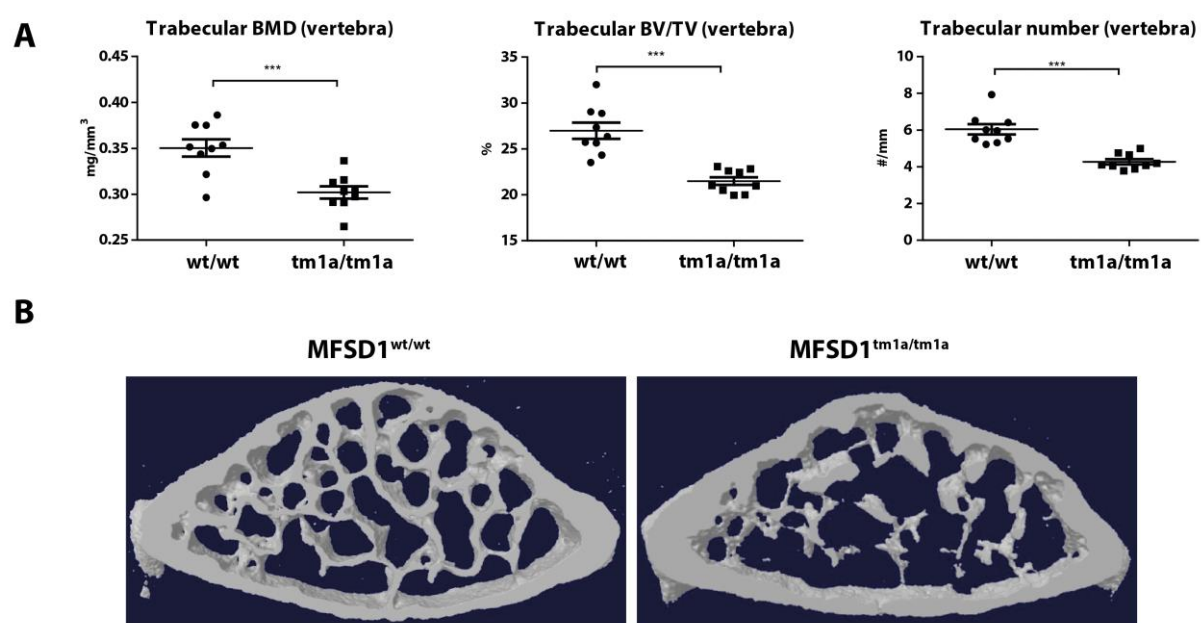 A
Trabecular BMD (vertebra)
mg/mm³
0.45
0.40
0.35
0.30
0.25
***
wt/wt
tm1a/tm1a
Trabecular BV/TV (vertebra)
%
35
30
25
20
15
***
wt/wt
tm1a/tm1a
Trabecular number (vertebra)
#/mm
10
8
6
4
2
0
***
wt/wt
tm1a/tm1a
B
MFSD1wt/wt
MFSD1tm1a/tm1a